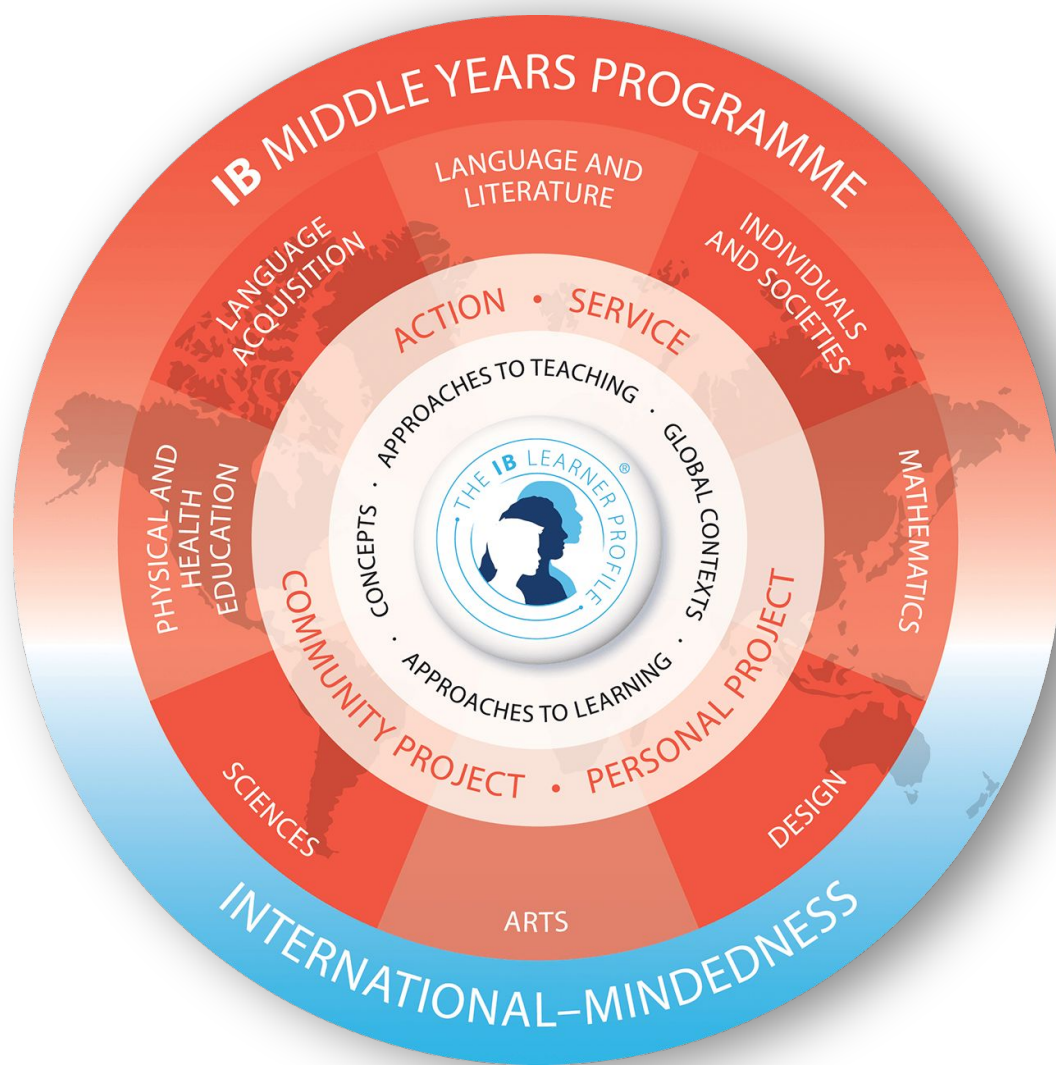 IB MIDDLE YEARS PROGRAMME
LANGUAGE AND
LITERATURE
INDIVIDUALS
AND SOCIETIES
MATHEMATICS
DESIGN
ARTS
SCIENCES
PHYSICAL AND
HEALTH
EDUCATION
LANGUAGE
ACQUISITION
ACTION • SERVICE
PERSONAL PROJECT
•
COMMUNITY PROJECT
APPROACHES TO TEACHING
·
GLOBAL CONTEXTS
·
APPROACHES TO LEARNING
·
CONCEPTS
·
THE IB LEARNER PROFILE®
INTERNATIONAL–MINDEDNESS